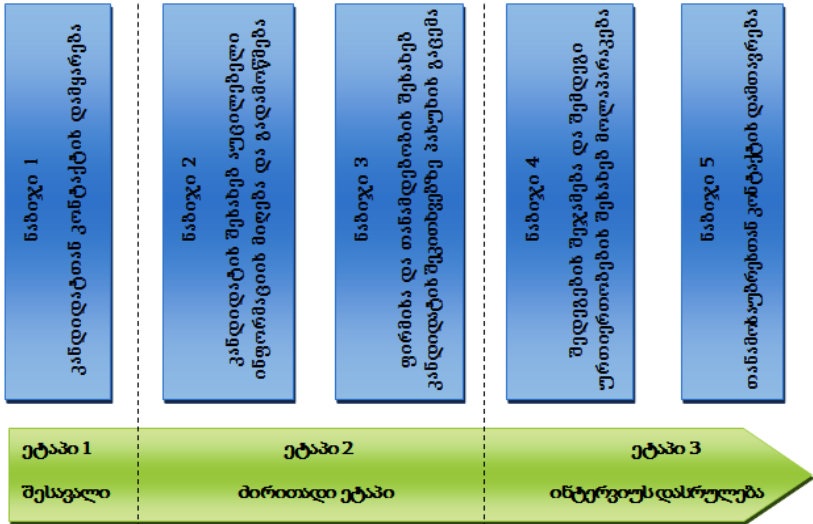 ნაბიჯი 1
კანდიდატთან კონტაქტის დამყარება
ნაბიჯი 2
კანდიდატის შესახებ აუცილებელი
ინფორმაციის მიღება და გადამოწმება
ნაბიჯი 3
ფირმისა და თანამდებობის შესახებ
კანდიდატის შეკითხვებზე პასუხის გაცემა
ნაბიჯი 4
შედეგების შეჯამება და შემდეგი
ურთიერთობების შესახებ მოლაპარაკება
ნაბიჯი 5
თანამოსაუბრესთან კონტაქტის დამთავრება
ეტაპი 1
შესავალი
ეტაპი 2
ძირითადი ეტაპი
ეტაპი 3
ინტერვიუს დასრულება